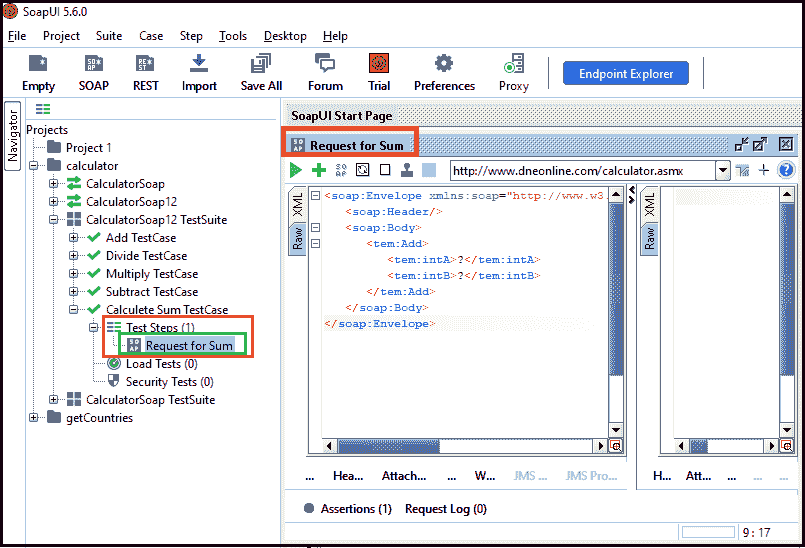 SoapUI 5.6.0
File Project Suite Case Step Tools Desktop Help
Empty SOAP REST Import Save All Forum Trial Preferences Proxy Endpoint Explorer
Navigator
Projects
Project 1
calculator
CalculatorSoap
CalculatorSoap12
CalculatorSoap12 TestSuite
Add TestCase
Divide TestCase
Multiply TestCase
Subtract TestCase
Calculete Sum TestCase
Test Steps (1)
Request for Sum
Load Tests (0)
Security Tests (0)
CalculatorSoap TestSuite
getCountries
SoapUI Start Page
Request for Sum
http://www.dneonline.com/calculator.asmx
XML
Raw
<soap:Envelope xmlns:soap="http://www.w3.
<soap:Header/>
<soap:Body>
<tem:Add>
<tem:intA>?</tem:intA>
<tem:intB>?</tem:intB>
</tem:Add>
</soap:Body>
</soap:Envelope>
XML
Raw
... Hea... Attach... ... W... JMS ... JMS Pro...
H... Att... ... ... ...
Assertions (1) Request Log (0)
9:17